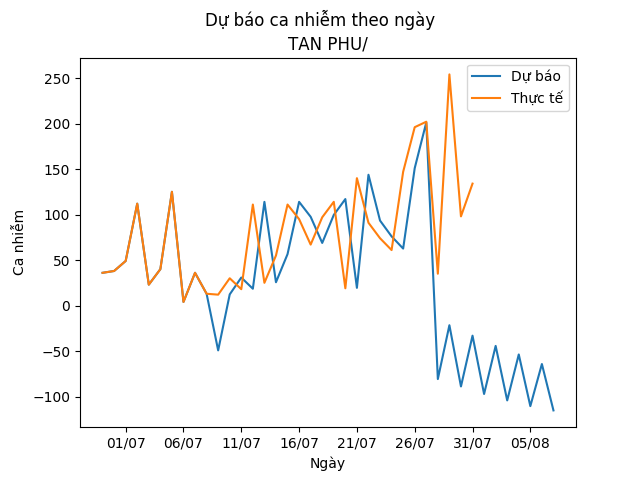 Dự báo ca nhiễm theo ngày
TAN PHU/
Dự báo
Thực tế
Ca nhiễm
250
200
150
100
50
0
−50
−100
01/07 06/07 11/07 16/07 21/07 26/07 31/07 05/08
Ngày